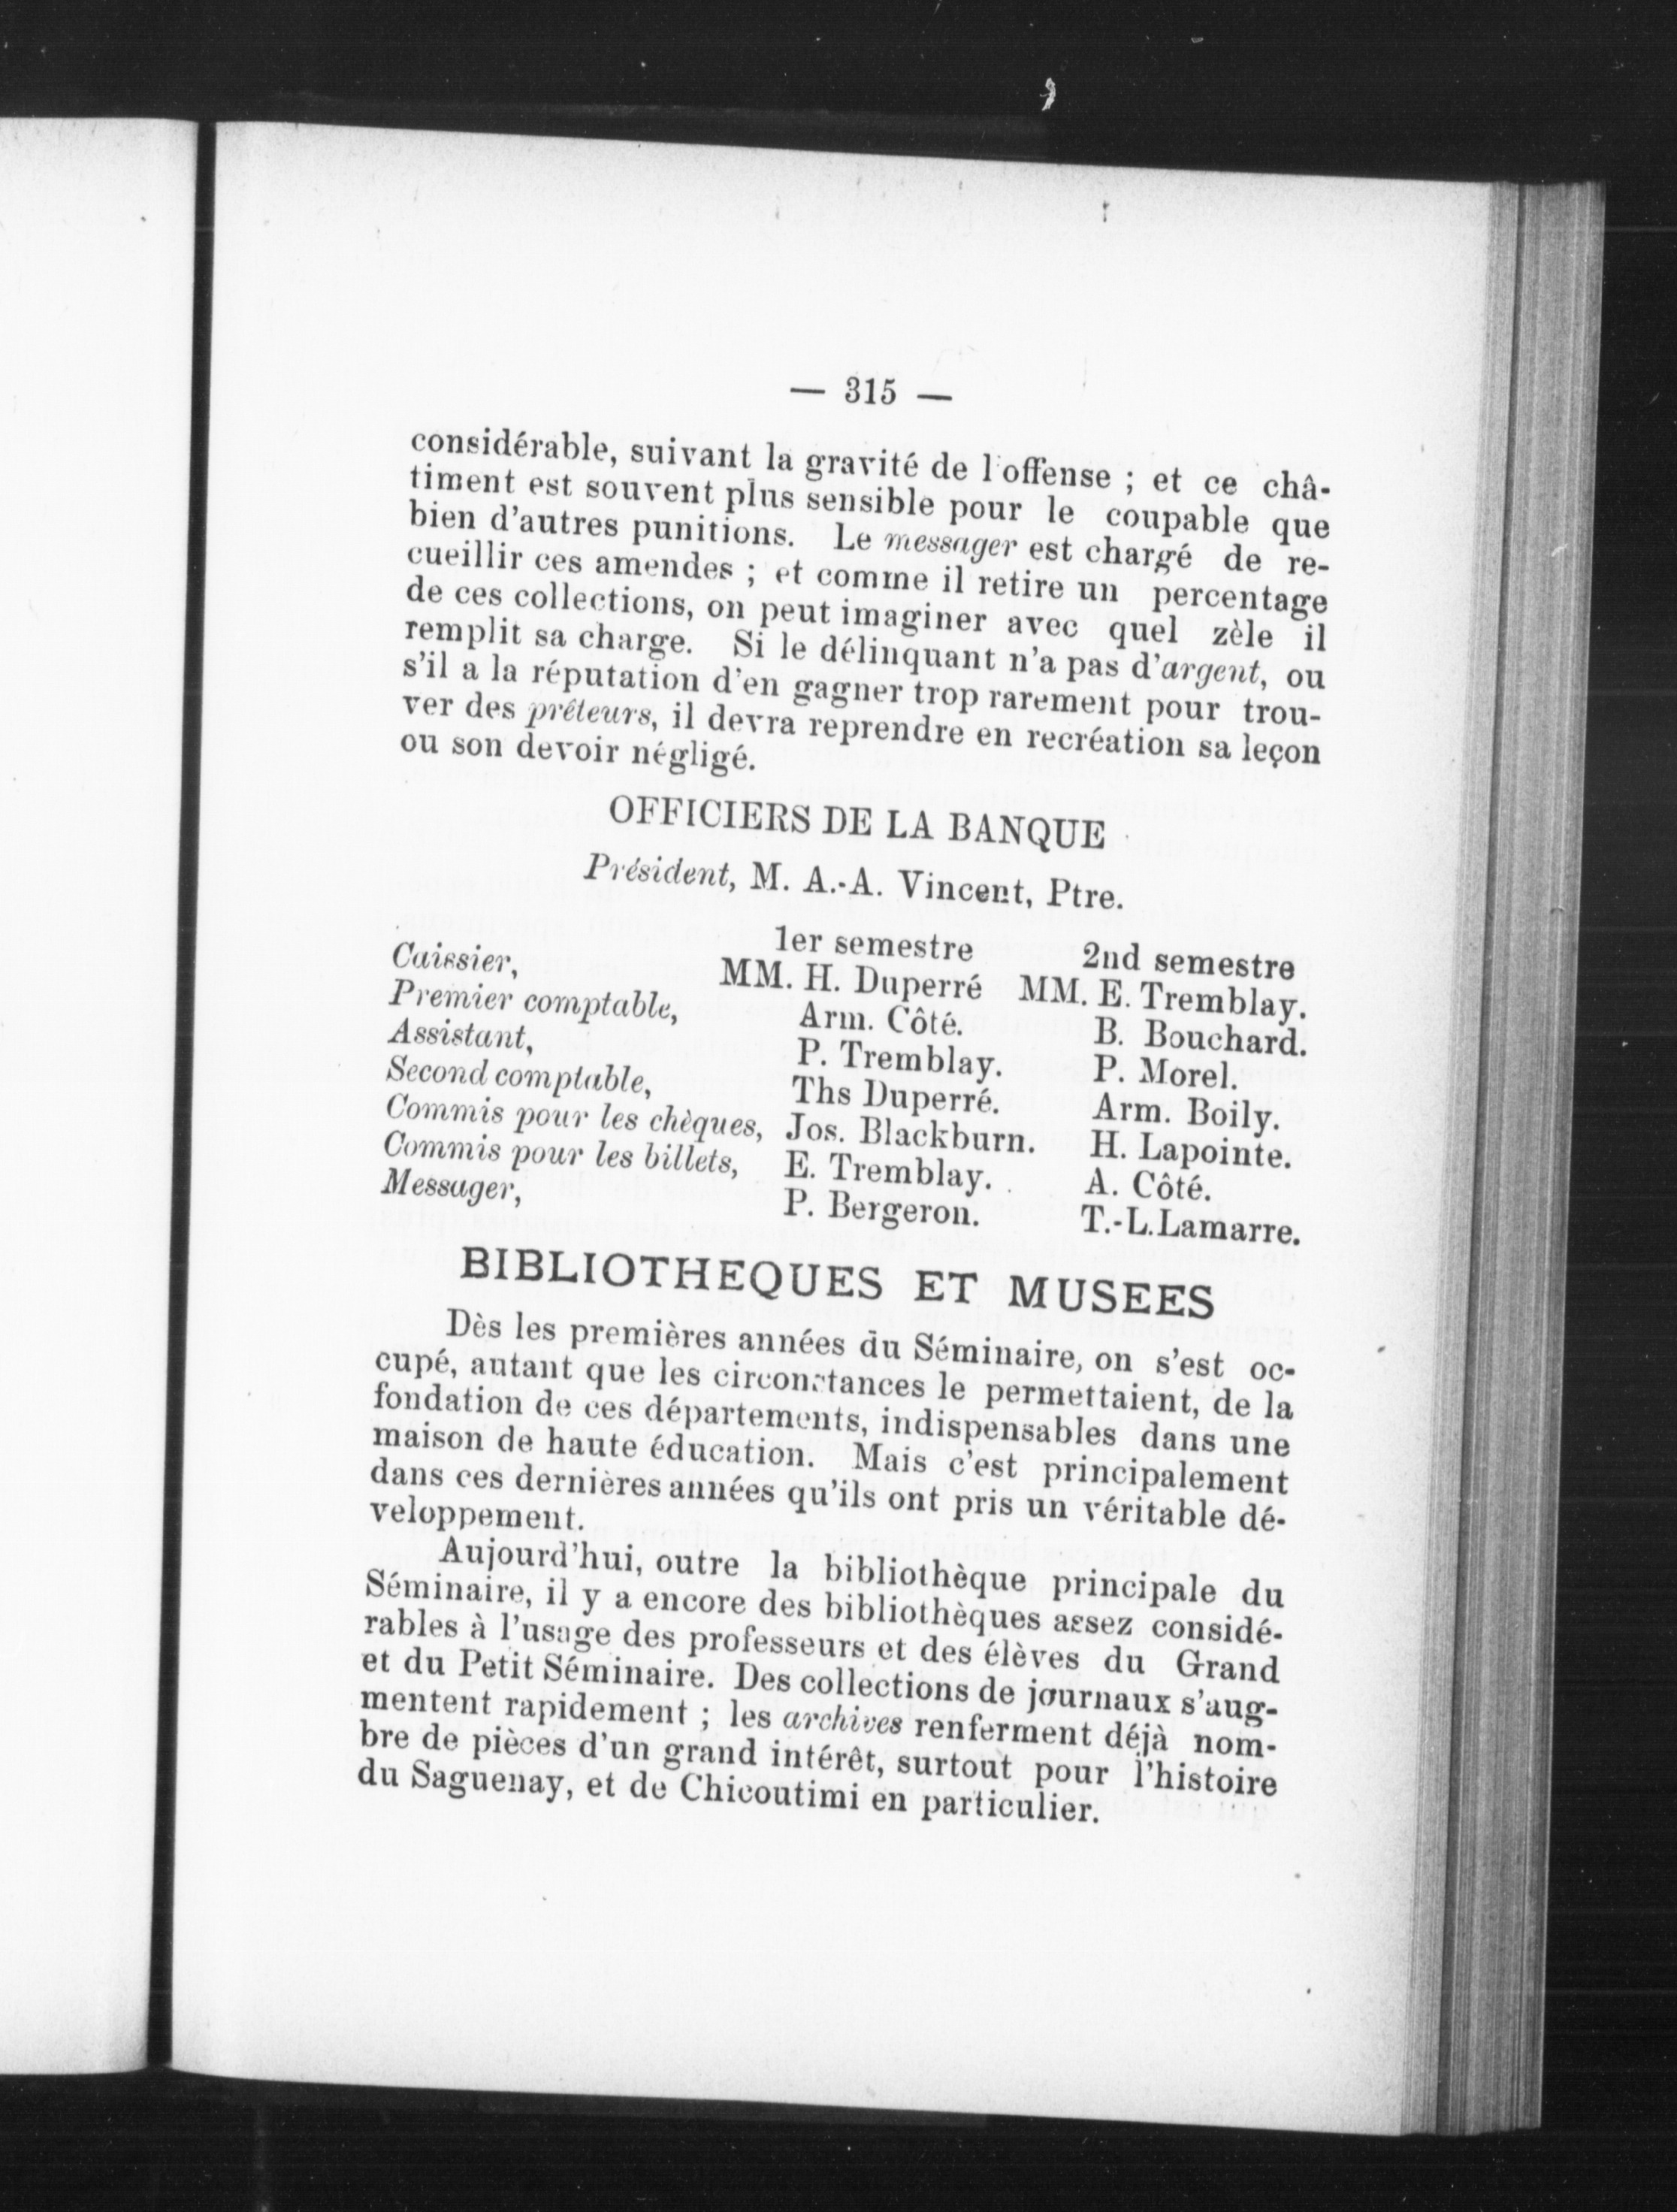 — 315 —
considérable, suivant la gravité de l'offense ; et ce châ-
timent est souvent plus sensible pour le coupable que
bien d'autres punitions. Le messager est chargé de re-
cueillir ces amendes ; et comme il retire un percentage
de ces collections, on peut imaginer avec quel zèle il
remplit sa charge. Si le délinquant n'a pas d'argent, ou
s'il a la réputation d'en gagner trop rarement pour trou-
ver des prêteurs, il devra reprendre en recréation sa leçon
ou son devoir négligé.
OFFICIERS DE LA BANQUE
Président, M. A.-A. Vincent, Ptre.
1er semestre 2nd semestre
Caissier, MM. H. Duperré MM. E. Tremblay.
Premier comptable, Arm. Côté. B. Bouchard.
Assistant, P. Tremblay. P. Morel.
Second comptable, Ths Duperré. Arm. Boily.
Commis pour les chèques, Jos. Blackburn. H. Lapointe.
Commis pour les billets, E. Tremblay. A. Côté.
Messager, P. Bergeron. T.-L.Lamarre.
BIBLIOTHEQUES ET MUSEES
Dès les premières années du Séminaire, on s'est oc-
cupé, autant que les circonstances le permettaient, de la
fondation de ces départements, indispensables dans une
maison de haute éducation. Mais c'est principalement
dans ces dernières années qu'ils ont pris un véritable dé-
veloppement.
Aujourd'hui, outre la bibliothèque principale du
Séminaire, il y a encore des bibliothèques assez considé-
rables à l'usage des professeurs et des élèves du Grand
et du Petit Séminaire. Des collections de journaux s'aug-
mentent rapidement ; les archives renferment déjà nom-
bre de pièces d'un grand intérêt, surtout pour l'histoire
du Saguenay, et de Chicoutimi en particulier.